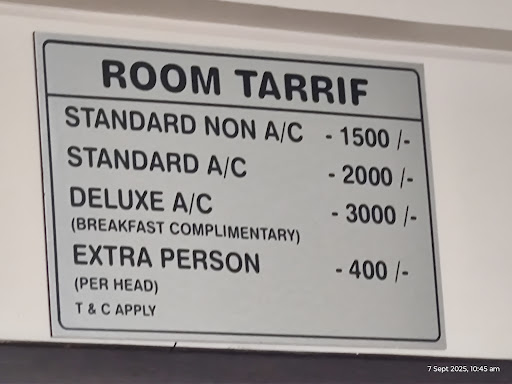 ROOM TARRIF
STANDARD NON A/C - 1500 /-
STANDARD A/C - 2000 /-
DELUXE A/C - 3000 /-
(BREAKFAST COMPLIMENTARY)
EXTRA PERSON - 400 /-
(PER HEAD)
T & C APPLY
7 Sept 2025, 10:45 am